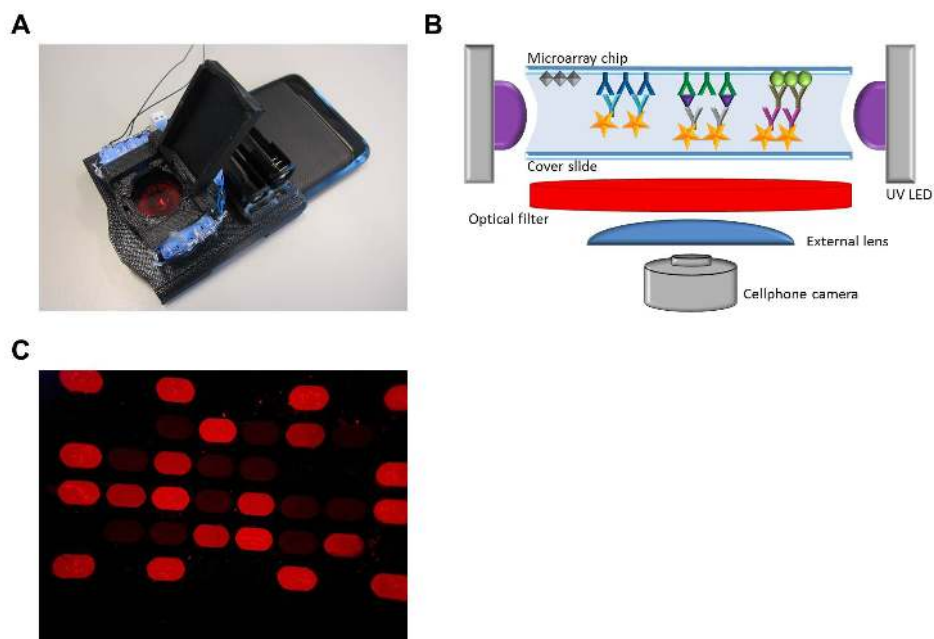 A
B
Microarray chip
Cover slide
UV LED
Optical filter
External lens
Cellphone camera
C